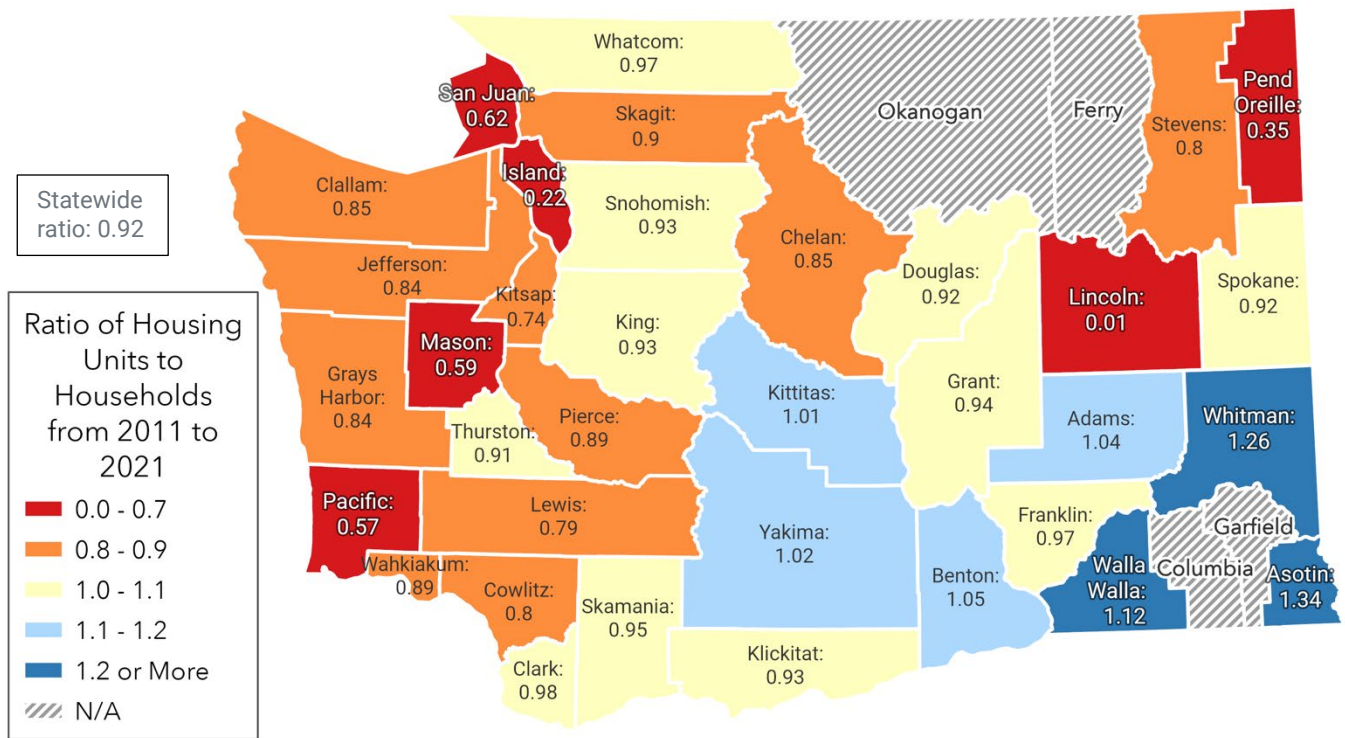 Whatcom:
0.97
San Juan:
0.62
Skagit:
0.9
Okanogan
Ferry
Stevens:
0.8
Pend
Oreille:
0.35
Island:
0.22
Clallam:
0.85
Snohomish:
0.93
Chelan:
0.85
Statewide
ratio: 0.92
Jefferson:
0.84
Kitsap:
0.74
Douglas:
0.92
Lincoln:
0.01
Spokane:
0.92
King:
0.93
Mason:
0.59
Grays
Harbor:
0.84
Kittitas:
1.01
Grant:
0.94
Adams:
1.04
Whitman:
1.26
Pierce:
0.89
Thurston:
0.91
Pacific:
0.57
Lewis:
0.79
Yakima:
1.02
Franklin:
0.97
Garfield
Columbia
Walla
Walla:
1.12
Asotin:
1.34
Benton:
1.05
Wahkiakum:
0.89
Cowlitz:
0.8
Skamania:
0.95
Klickitat:
0.93
Clark:
0.98
Ratio of Housing
Units to
Households
from 2011 to
2021
0.0 - 0.7
0.8 - 0.9
1.0 - 1.1
1.1 - 1.2
1.2 or More
N/A